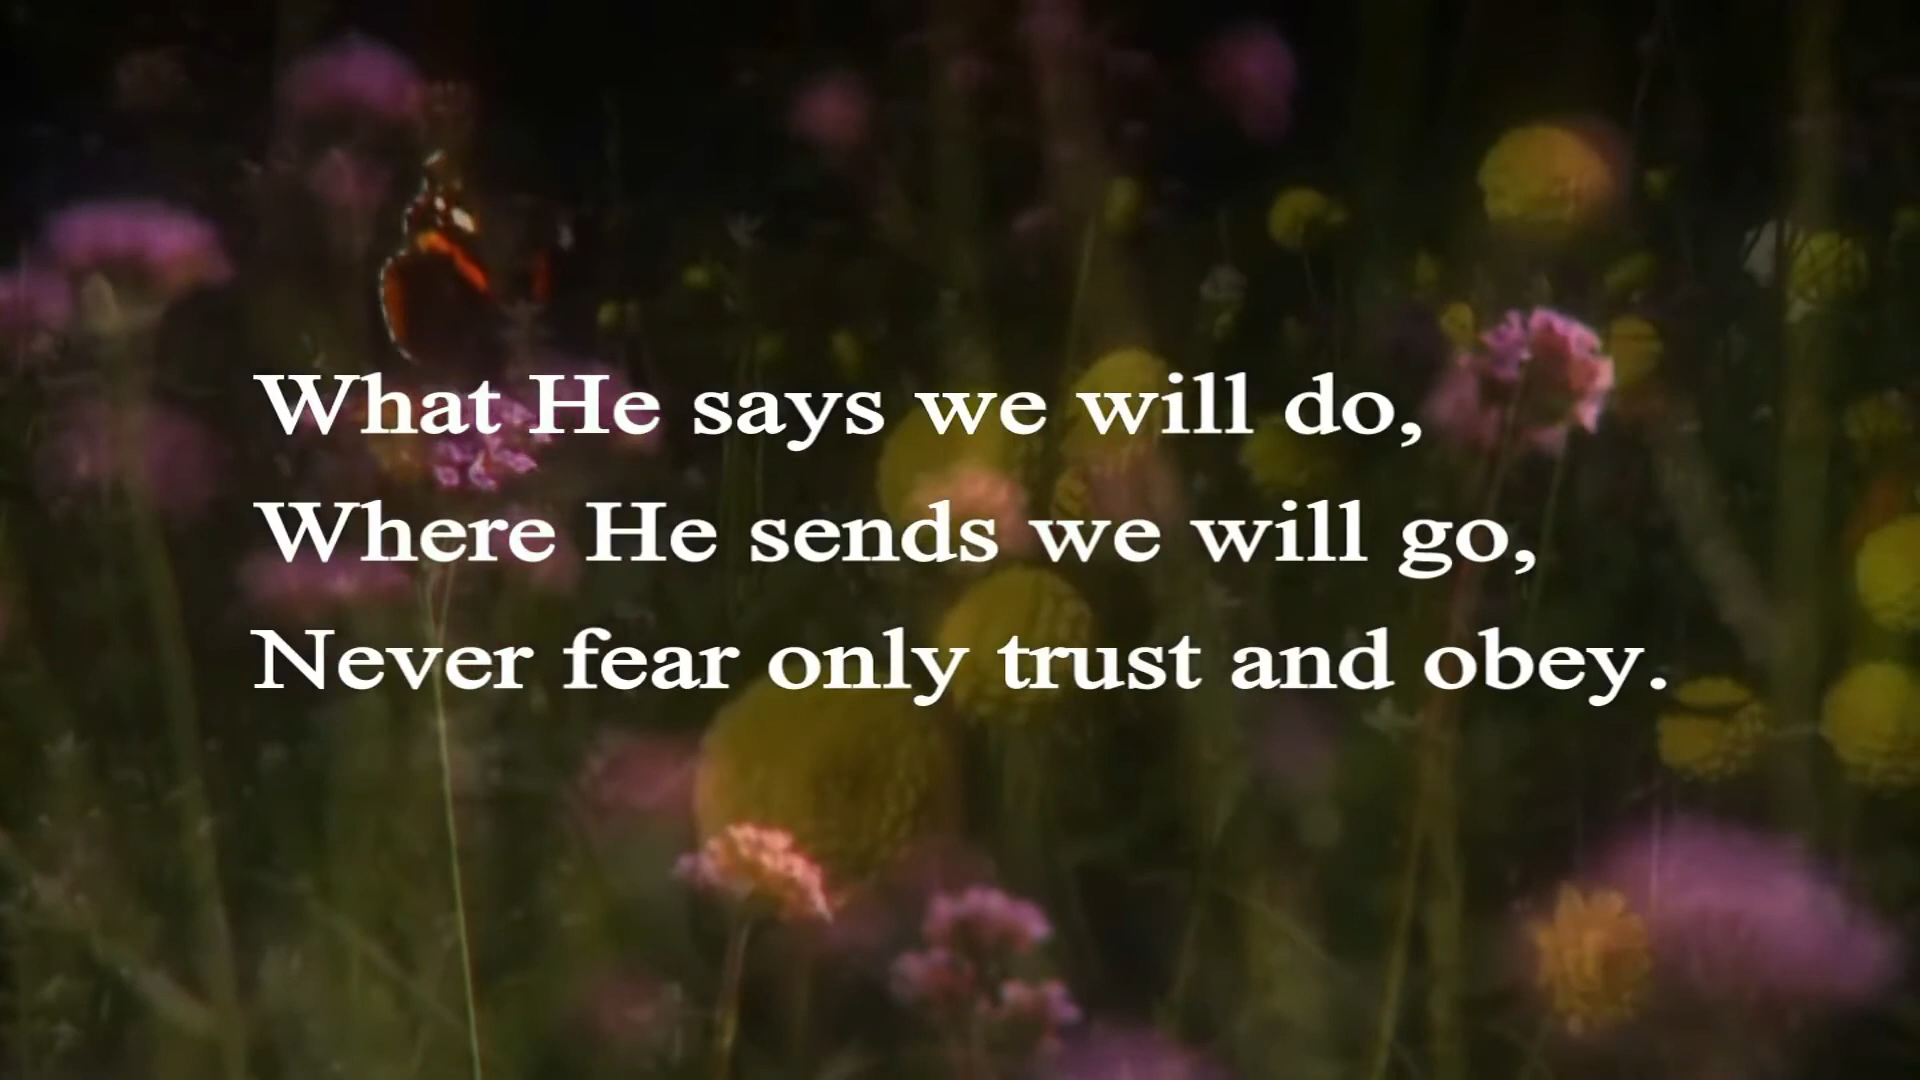 What He says we will do,
Where He sends we will go,
Never fear only trust and obey.